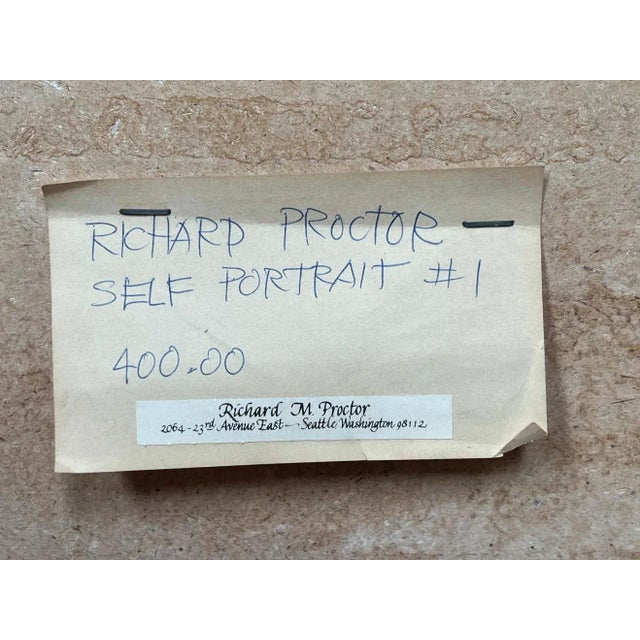 RICHARD PROCTOR
SELF PORTRAIT #1
400.00
Richard M. Proctor
2064-23rd Avenue East - Seattle Washington 98112